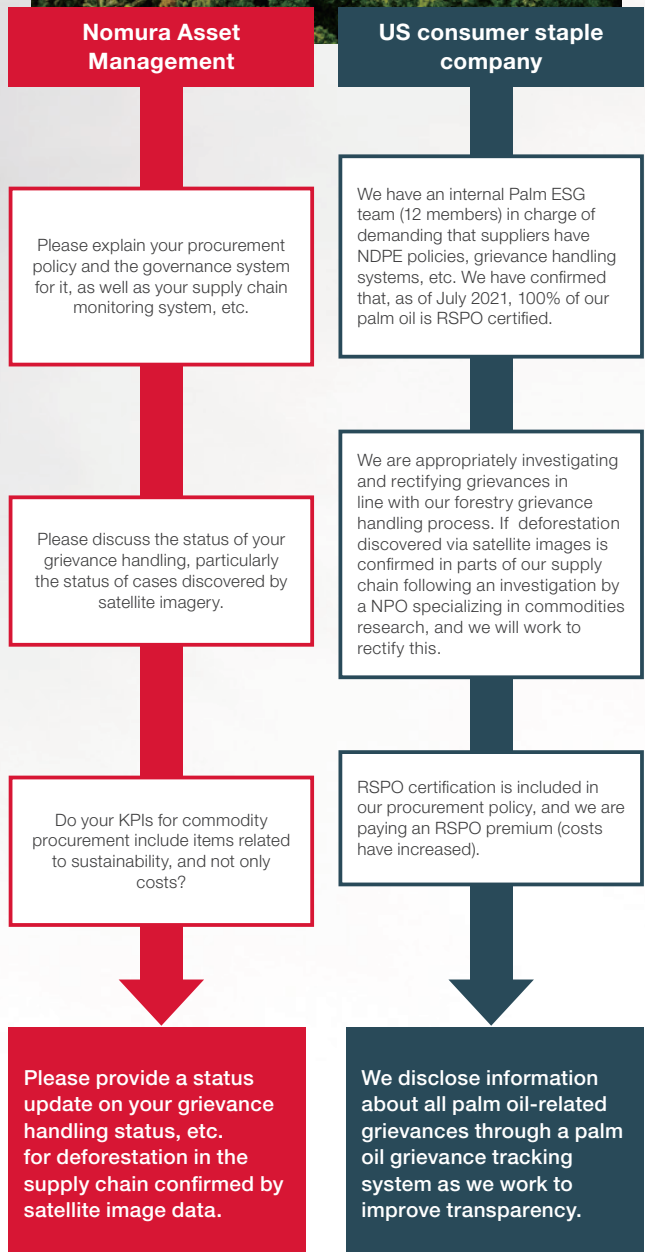 Nomura Asset
Management
US consumer staple
company
Please explain your procurement
policy and the governance system
for it, as well as your supply chain
monitoring system, etc.
We have an internal Palm ESG
team (12 members) in charge of
demanding that suppliers have
NDPE policies, grievance handling
systems, etc. We have confirmed
that, as of July 2021, 100% of our
palm oil is RSPO certified.
Please discuss the status of your
grievance handling, particularly
the status of cases discovered by
satellite imagery.
We are appropriately investigating
and rectifying grievances in
line with our forestry grievance
handling process. If  deforestation
discovered via satellite images is
confirmed in parts of our supply
chain following an investigation by
a NPO specializing in commodities
research, and we will work to
rectify this.
Do your KPIs for commodity
procurement include items related
to sustainability, and not only
costs?
RSPO certification is included in
our procurement policy, and we are
paying an RSPO premium (costs
have increased).
Please provide a status
update on your grievance
handling status, etc.
for deforestation in the
supply chain confirmed by
satellite image data.
We disclose information
about all palm oil-related
grievances through a palm
oil grievance tracking
system as we work to
improve transparency.